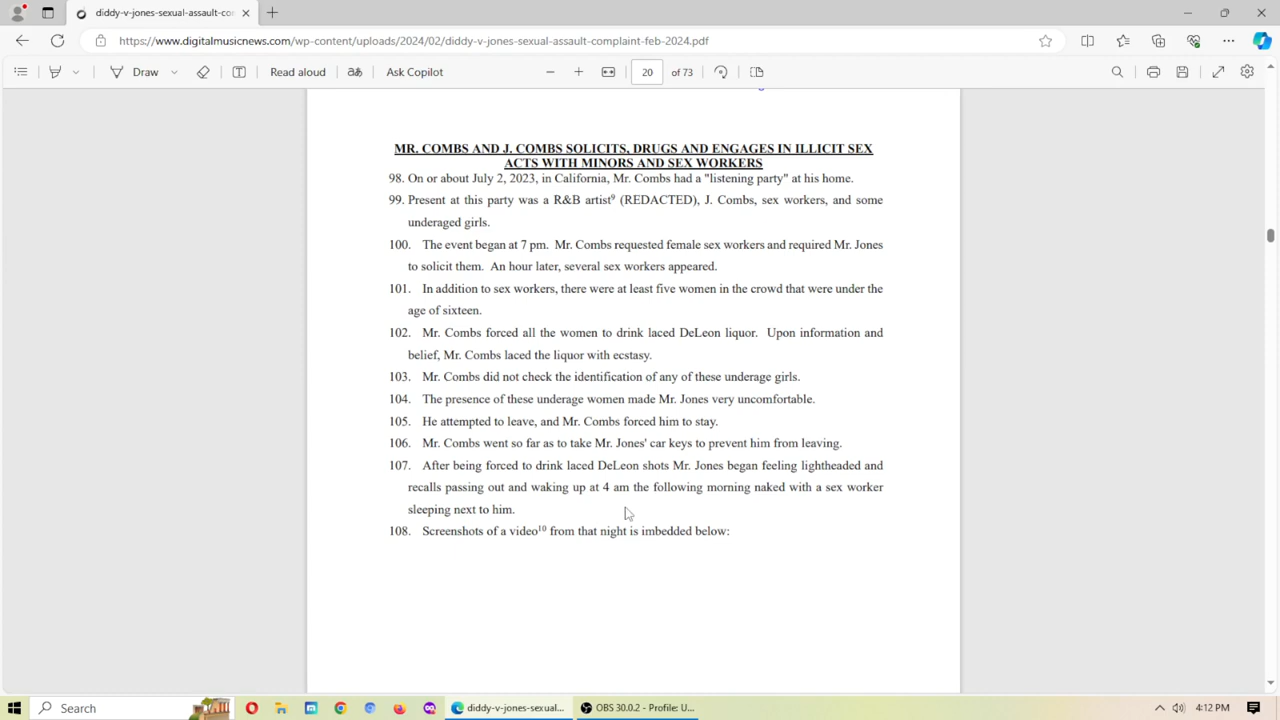 diddy-v-jones-sexual-assault-co
https://www.digitalmusicnews.com/wp-content/uploads/2024/02/diddy-v-jones-sexual-assault-complaint-feb-2024.pdf
Draw Read aloud Ask Copilot 20 of 73
MR. COMBS AND J. COMBS SOLICITS, DRUGS AND ENGAGES IN ILLICIT SEX
ACTS WITH MINORS AND SEX WORKERS
98. On or about July 2, 2023, in California, Mr. Combs had a "listening party" at his home.
99. Present at this party was a R&B artist⁹ (REDACTED), J. Combs, sex workers, and some
underaged girls.
100. The event began at 7 pm. Mr. Combs requested female sex workers and required Mr. Jones
to solicit them. An hour later, several sex workers appeared.
101. In addition to sex workers, there were at least five women in the crowd that were under the
age of sixteen.
102. Mr. Combs forced all the women to drink laced DeLeon liquor. Upon information and
belief, Mr. Combs laced the liquor with ecstasy.
103. Mr. Combs did not check the identification of any of these underage girls.
104. The presence of these underage women made Mr. Jones very uncomfortable.
105. He attempted to leave, and Mr. Combs forced him to stay.
106. Mr. Combs went so far as to take Mr. Jones' car keys to prevent him from leaving.
107. After being forced to drink laced DeLeon shots Mr. Jones began feeling lightheaded and
recalls passing out and waking up at 4 am the following morning naked with a sex worker
sleeping next to him.
108. Screenshots of a video¹⁰ from that night is imbedded below:
Search diddy-v-jones-sexual... OBS 30.0.2 - Profile: U... 4:12 PM